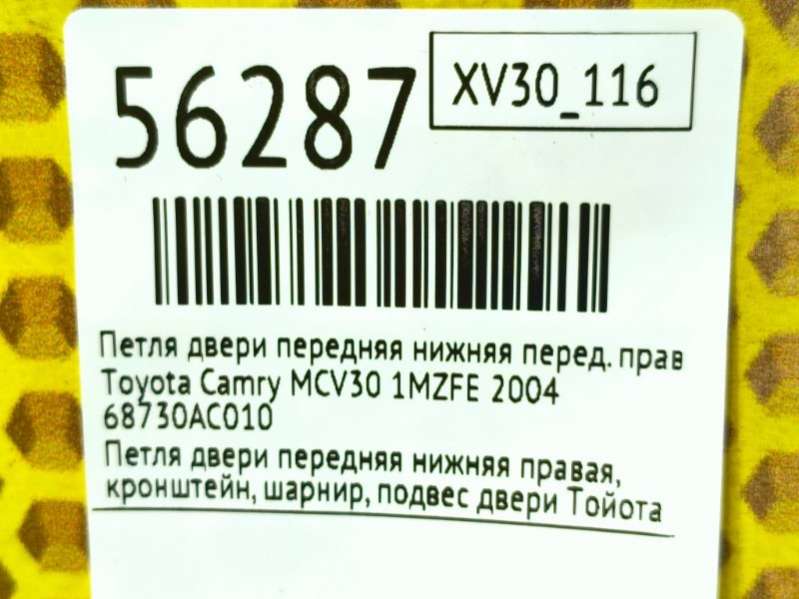 56287
XV30_116
Петля двери передняя нижняя перед. прав
Toyota Camry MCV30 1MZFE 2004
68730AC010
Петля двери передняя нижняя правая,
кронштейн, шарнир, подвес двери Тойота